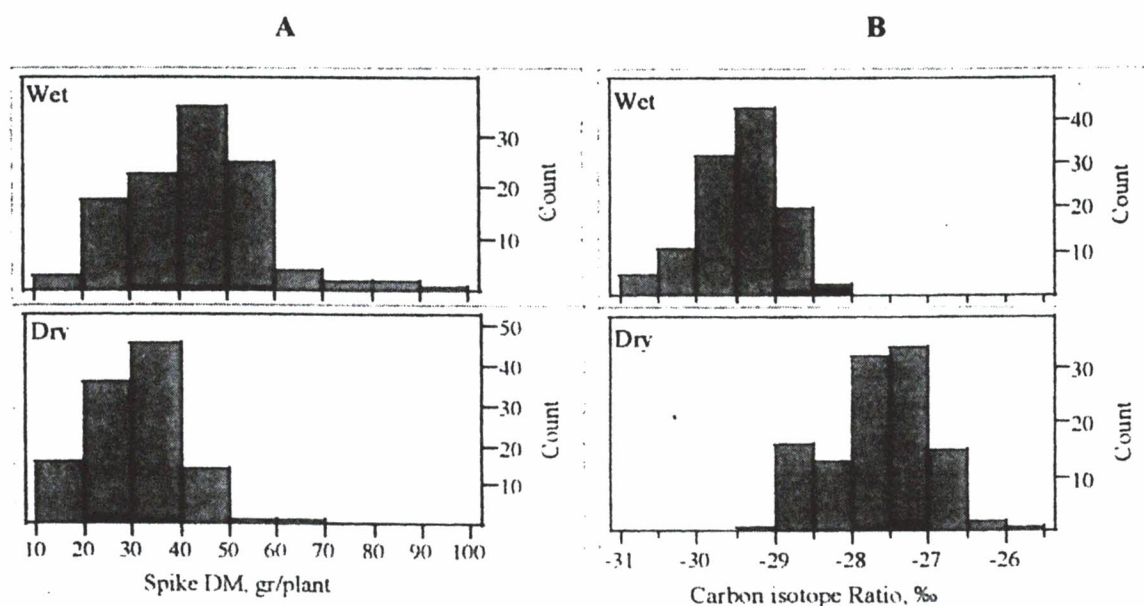 A
Wet
30
20
10
Count
Dry
50
40
30
20
10
Count
10 20 30 40 50 60 70 80 90 100
Spike DM, gr/plant
B
Wet
40
30
20
10
Count
Dry
30
20
10
Count
-31 -30 -29 -28 -27 -26
Carbon isotope Ratio, ‰